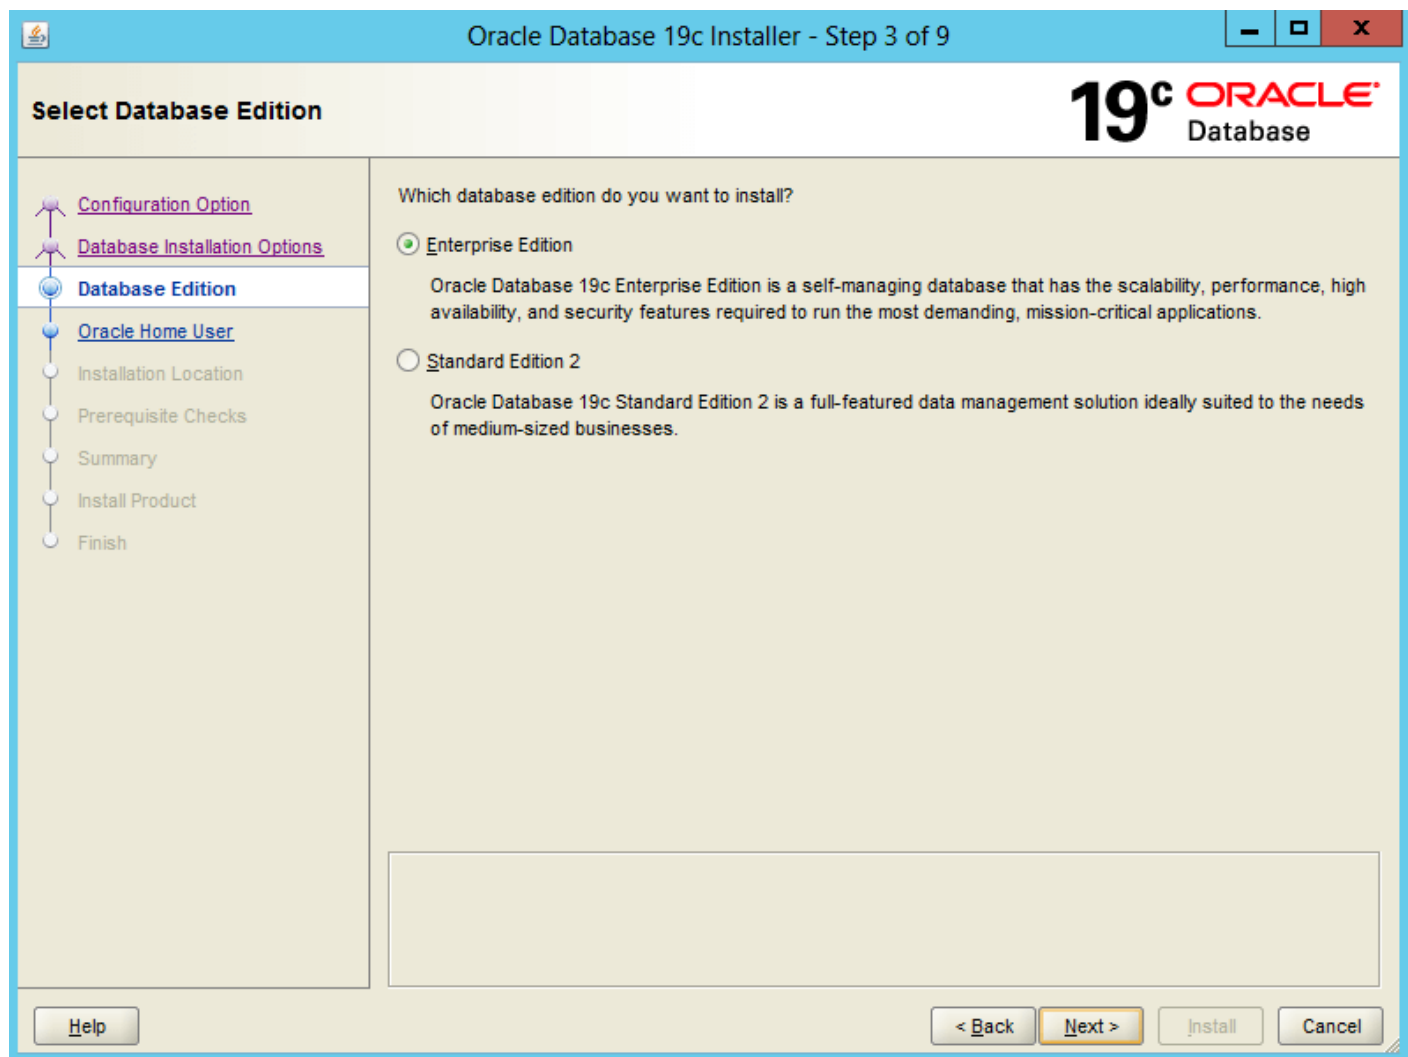 Oracle Database 19c Installer - Step 3 of 9
Select Database Edition
19c ORACLE
Database
Configuration Option
Database Installation Options
Database Edition
Oracle Home User
Installation Location
Prerequisite Checks
Summary
Install Product
Finish
Which database edition do you want to install?
Enterprise Edition
Oracle Database 19c Enterprise Edition is a self-managing database that has the scalability, performance, high
availability, and security features required to run the most demanding, mission-critical applications.
Standard Edition 2
Oracle Database 19c Standard Edition 2 is a full-featured data management solution ideally suited to the needs
of medium-sized businesses.
Help
< Back
Next >
Install
Cancel